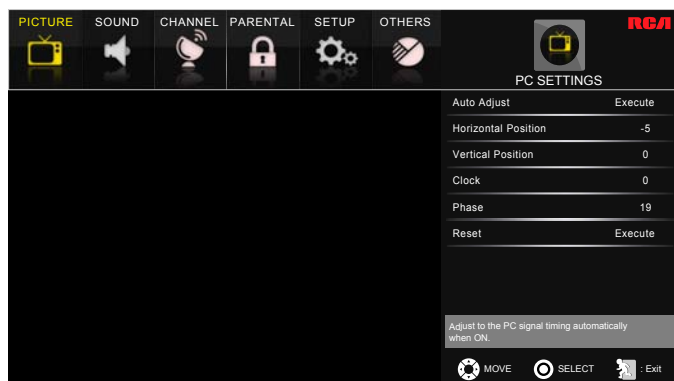 PICTURE SOUND CHANNEL PARENTAL SETUP OTHERS
RCA
PC SETTINGS
Auto Adjust Execute
Horizontal Position -5
Vertical Position 0
Clock 0
Phase 19
Reset Execute
Adjust to the PC signal timing automatically
when ON.
MOVE SELECT : Exit